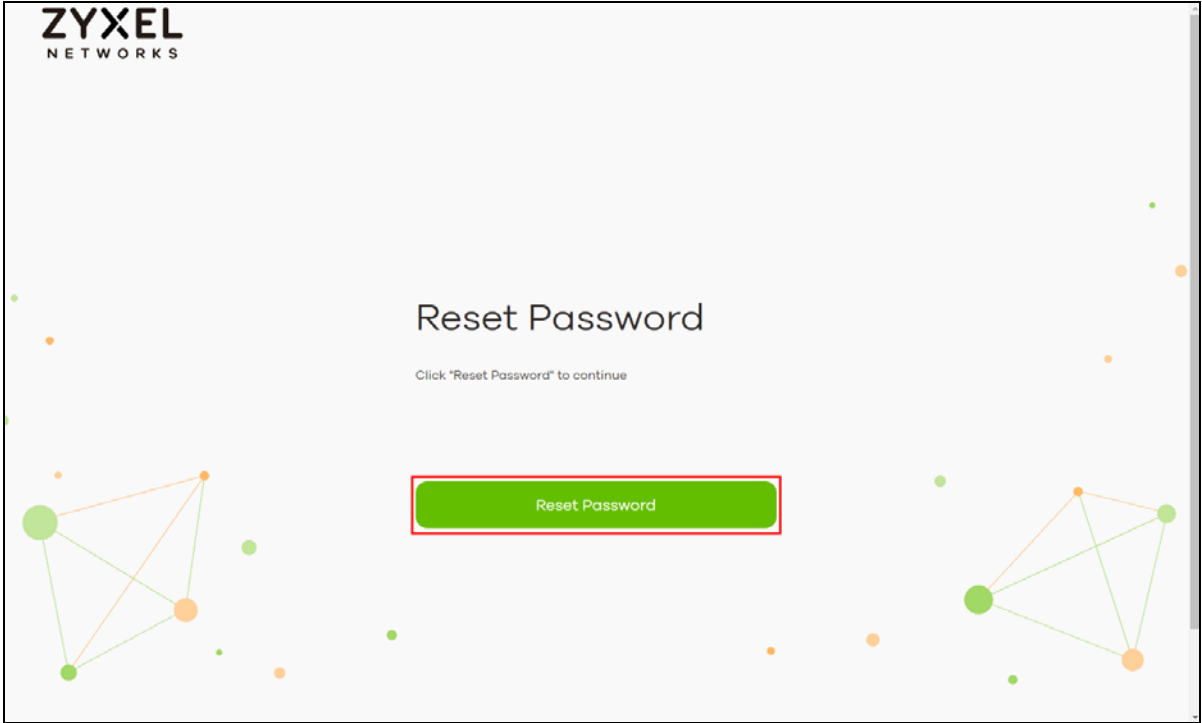 ZYXEL
NETWORKS
Reset Password
Click "Reset Password" to continue
Reset Password